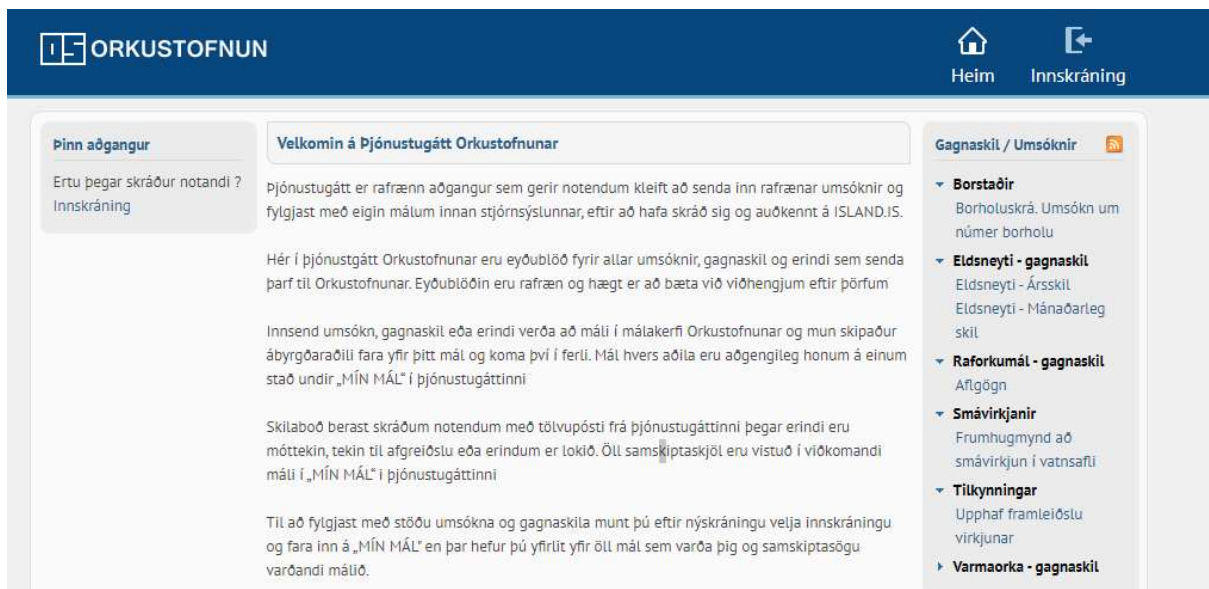 OS ORKUSTOFNUN
Heim
Innskráning
Þinn aðgangur
Ertu þegar skráður notandi ?
Innskráning
Velkomin á Þjónustugátt Orkustofnunar
Þjónustugátt er rafrænn aðgangur sem gerir notendum kleift að senda inn rafrænar umsóknir og
fylgjast með eigin málum innan stjórnsýslunnar, eftir að hafa skráð sig og auðkennt á ISLAND.IS.
Hér í þjónustgátt Orkustofnunar eru eyðublöð fyrir allar umsóknir, gagnaskil og erindi sem senda
þarf til Orkustofnunar. Eyðublöðin eru rafræn og hægt er að bæta við viðhengjum eftir þörfum
Innsend umsókn, gagnaskil eða erindi verða að máli í málakerfi Orkustofnunar og mun skipaður
ábyrgðaraðili fara yfir þitt mál og koma því í ferli. Mál hvers aðila eru aðgengileg honum á einum
stað undir „MÍN MÁL“ í þjónustugáttinni
Skilaboð berast skráðum notendum með tölvupósti frá þjónustugáttinni þegar erindi eru
móttekin, tekin til afgreiðslu eða erindum er lokið. Öll samskiptaskjöl eru vistuð í viðkomandi
máli í „MÍN MÁL“ i þjónustugáttinni
Til að fylgjast með stöðu umsókna og gagnaskila munt þú eftir nýskráningu velja innskráningu
og fara inn á „MÍN MÁL“ en þar hefur þú yfirlit yfir öll mál sem varða þig og samskiptasögu
varðandi málið.
Gagnaskil / Umsóknir
Borstaðir
Borholuskrá. Umsókn um
númer borholu
Eldsneyti - gagnaskil
Eldsneyti - Ársskil
Eldsneyti - Mánaðarleg
skil
Raforkumál - gagnaskil
Aflgögn
Smávirkjanir
Frumhugmynd að
smávirkjun í vatnsafli
Tilkynningar
Upphaf framleiðslu
virkjunar
Varmaorka - gagnaskil